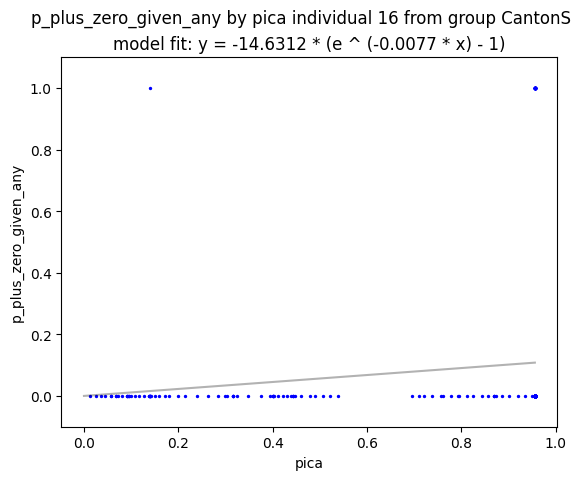 p_plus_zero_given_any by pica individual 16 from group CantonS
model fit: y = -14.6312 * (e ^ (-0.0077 * x) - 1)
1.0
0.8
0.6
0.4
0.2
0.0
p_plus_zero_given_any
0.0 0.2 0.4 0.6 0.8 1.0
pica